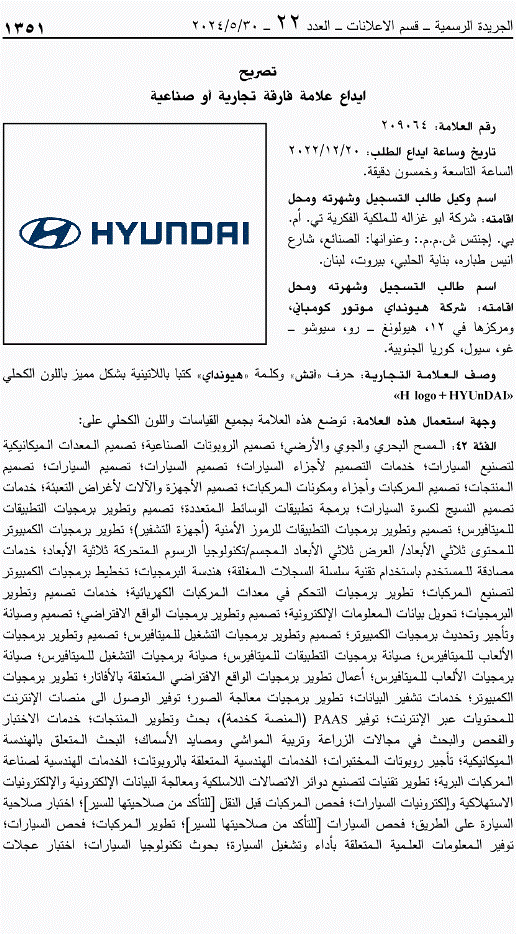 الجريدة الرسمية ـ قسم الاعلانات ـ العدد ٢٢ ـ ٢٠٢٤/٥/٣٠
١٣٥١
تصريح
ايداع علامة فارقة تجارية أو صناعية
رقم العلامة: ٢٠٩٠٦٤
تاريخ وساعة ايداع الطلب: ٢٠٢٢/١٢/٢٠
الساعة التاسعة وخمسون دقيقة.
اسم وكيل طالب التسجيل وشهرته ومحل
اقامته: شركة ابو غزاله للملكية الفكرية تي. أم.
بي. إجنتس ش.م.م.: وعنوانها: الصنائع، شارع
انيس طباره، بناية الحلبي، بيروت، لبنان.
اسم طالب التسجيل وشهرته ومحل
اقامته: شركة هيونداي موتور كومباني،
ومركزها في ١٢، هيولونغ ـ رو، سيوشو ـ
غو، سيول، كوريا الجنوبية.
HYUNDAI
وصف العلامة التجارية: حرف «اتش» وكلمة «هيونداي» كتبا باللاتينية بشكل مميز باللون الكحلي
«H logo+HYUnDAI»
وجهة استعمال هذه العلامة: توضع هذه العلامة بجميع القياسات واللون الكحلي على:
الفئة ٤٢: المسح البحري والجوي والأرضي؛ تصميم الروبوتات الصناعية؛ تصميم المعدات الميكانيكية
لتصنيع السيارات؛ خدمات التصميم لأجزاء السيارات؛ تصميم السيارات؛ تصميم السيارات؛ تصميم
المنتجات؛ تصميم المركبات وأجزاء ومكونات المركبات؛ تصميم الأجهزة والآلات لأغراض التعبئة؛ خدمات
تصميم النسيج لكسوة السيارات؛ برمجة تطبيقات الوسائط المتعددة؛ تصميم وتطوير برمجيات التطبيقات
للميتافيرس؛ تصميم وتطوير برمجيات التطبيقات للرموز الأمنية (أجهزة التشفير)؛ تطوير برمجيات الكمبيوتر
للمحتوى ثلاثي الأبعاد/ العرض ثلاثي الأبعاد المجسم/تكنولوجيا الرسوم المتحركة ثلاثية الأبعاد؛ خدمات
مصادقة للمستخدم باستخدام تقنية سلسلة السجلات المغلقة؛ هندسة البرمجيات؛ تخطيط برمجيات الكمبيوتر
لتصنيع المركبات؛ تطوير برمجيات التحكم في معدات المركبات الكهربائية؛ خدمات تصميم وتطوير
البرمجيات؛ تحويل بيانات المعلومات الإلكترونية؛ تصميم وتطوير برمجيات الواقع الافتراضي؛ تصميم وصيانة
وتأجير وتحديث برمجيات الكمبيوتر؛ تصميم وتطوير برمجيات التشغيل للميتافيرس؛ تصميم وتطوير برمجيات
الألعاب للميتافيرس؛ صيانة برمجيات التطبيقات للميتافيرس؛ صيانة برمجيات التشغيل للميتافيرس؛ صيانة
برمجيات الألعاب للميتافيرس؛ أعمال تطوير برمجيات الواقع الافتراضي المتعلقة بالأفاتار؛ تطوير برمجيات
الكمبيوتر؛ خدمات تشفير البيانات؛ تطوير برمجيات معالجة الصور؛ توفير الوصول الى منصات الإنترنت
للمحتويات عبر الإنترنت؛ توفير PAAS (المنصة كخدمة)، بحث وتطوير المنتجات؛ خدمات الاختبار
والفحص والبحث في مجالات الزراعة وتربية المواشي ومصايد الأسماك؛ البحث المتعلق بالهندسة
الميكانيكية؛ تأجير روبوتات المختبرات؛ الخدمات الهندسية المتعلقة بالروبوتات؛ الخدمات الهندسية لصناعة
المركبات البرية؛ تطوير تقنيات لتصنيع دوائر الاتصالات اللاسلكية ومعالجة البيانات الإلكترونية والإلكترونيات
الاستهلاكية وإلكترونيات السيارات؛ فحص المركبات قبل النقل [للتأكد من صلاحيتها للسير]؛ اختبار صلاحية
السيارة على الطريق؛ فحص السيارات [للتأكد من صلاحيتها للسير]؛ تطوير المركبات؛ فحص السيارات؛
توفير المعلومات العلمية المتعلقة بأداء وتشغيل السيارة؛ بحوث تكنولوجيا السيارات؛ اختبار عجلات